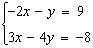 −2x − y = 9
3x − 4y = −8